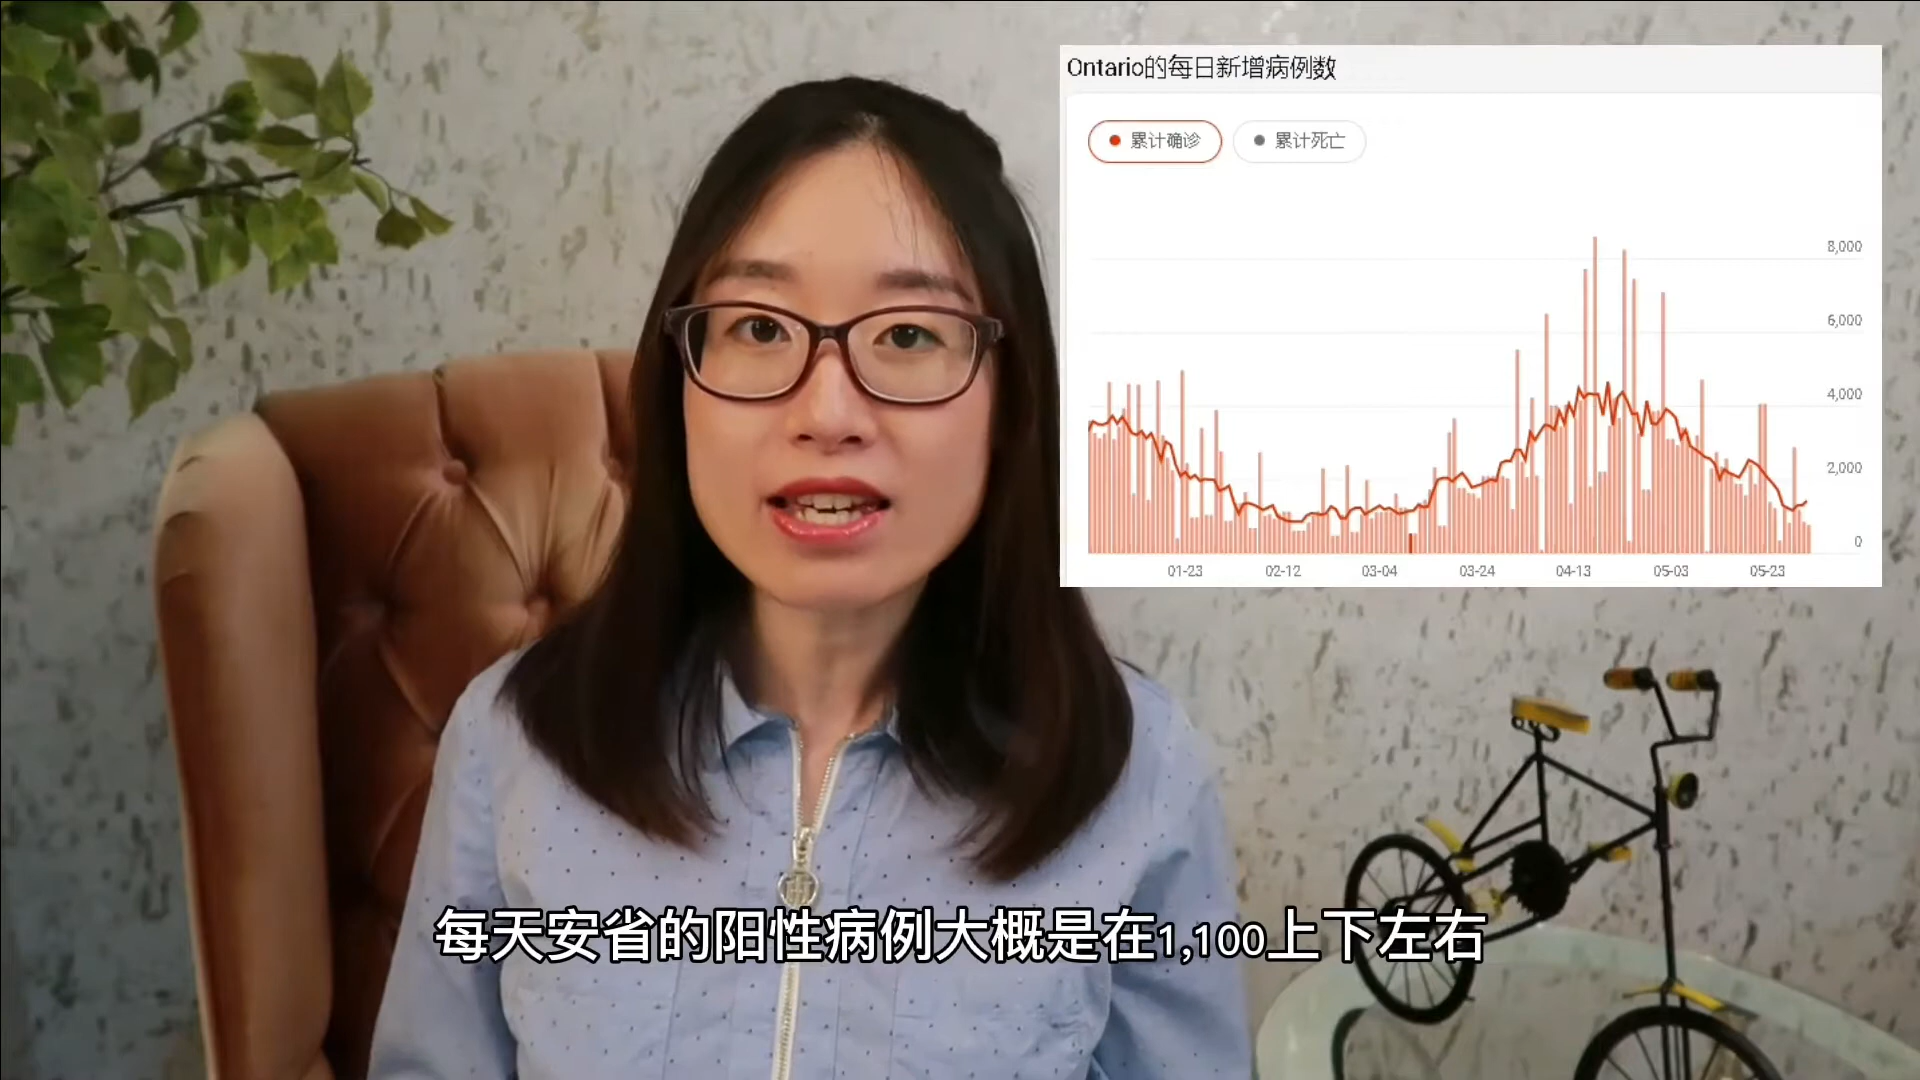 Ontario的每日新增病例数
累计确诊 累计死亡
8,000
6,000
4,000
2,000
0
01-23 02-12 03-04 03-24 04-13 05-03 05-23
每天安省的阳性病例大概是在1,100上下左右